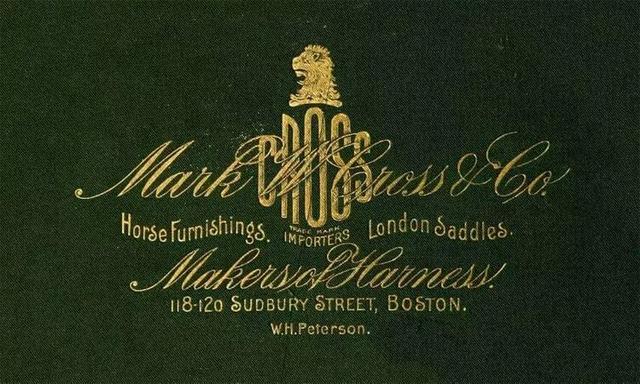 CROSS
Mark W. Cross & Co.
TRADE MARK
Horse Furnishings. IMPORTERS London Saddles.
Makers of Harness.
118-120 SUDBURY STREET, BOSTON.
W.H. Peterson.